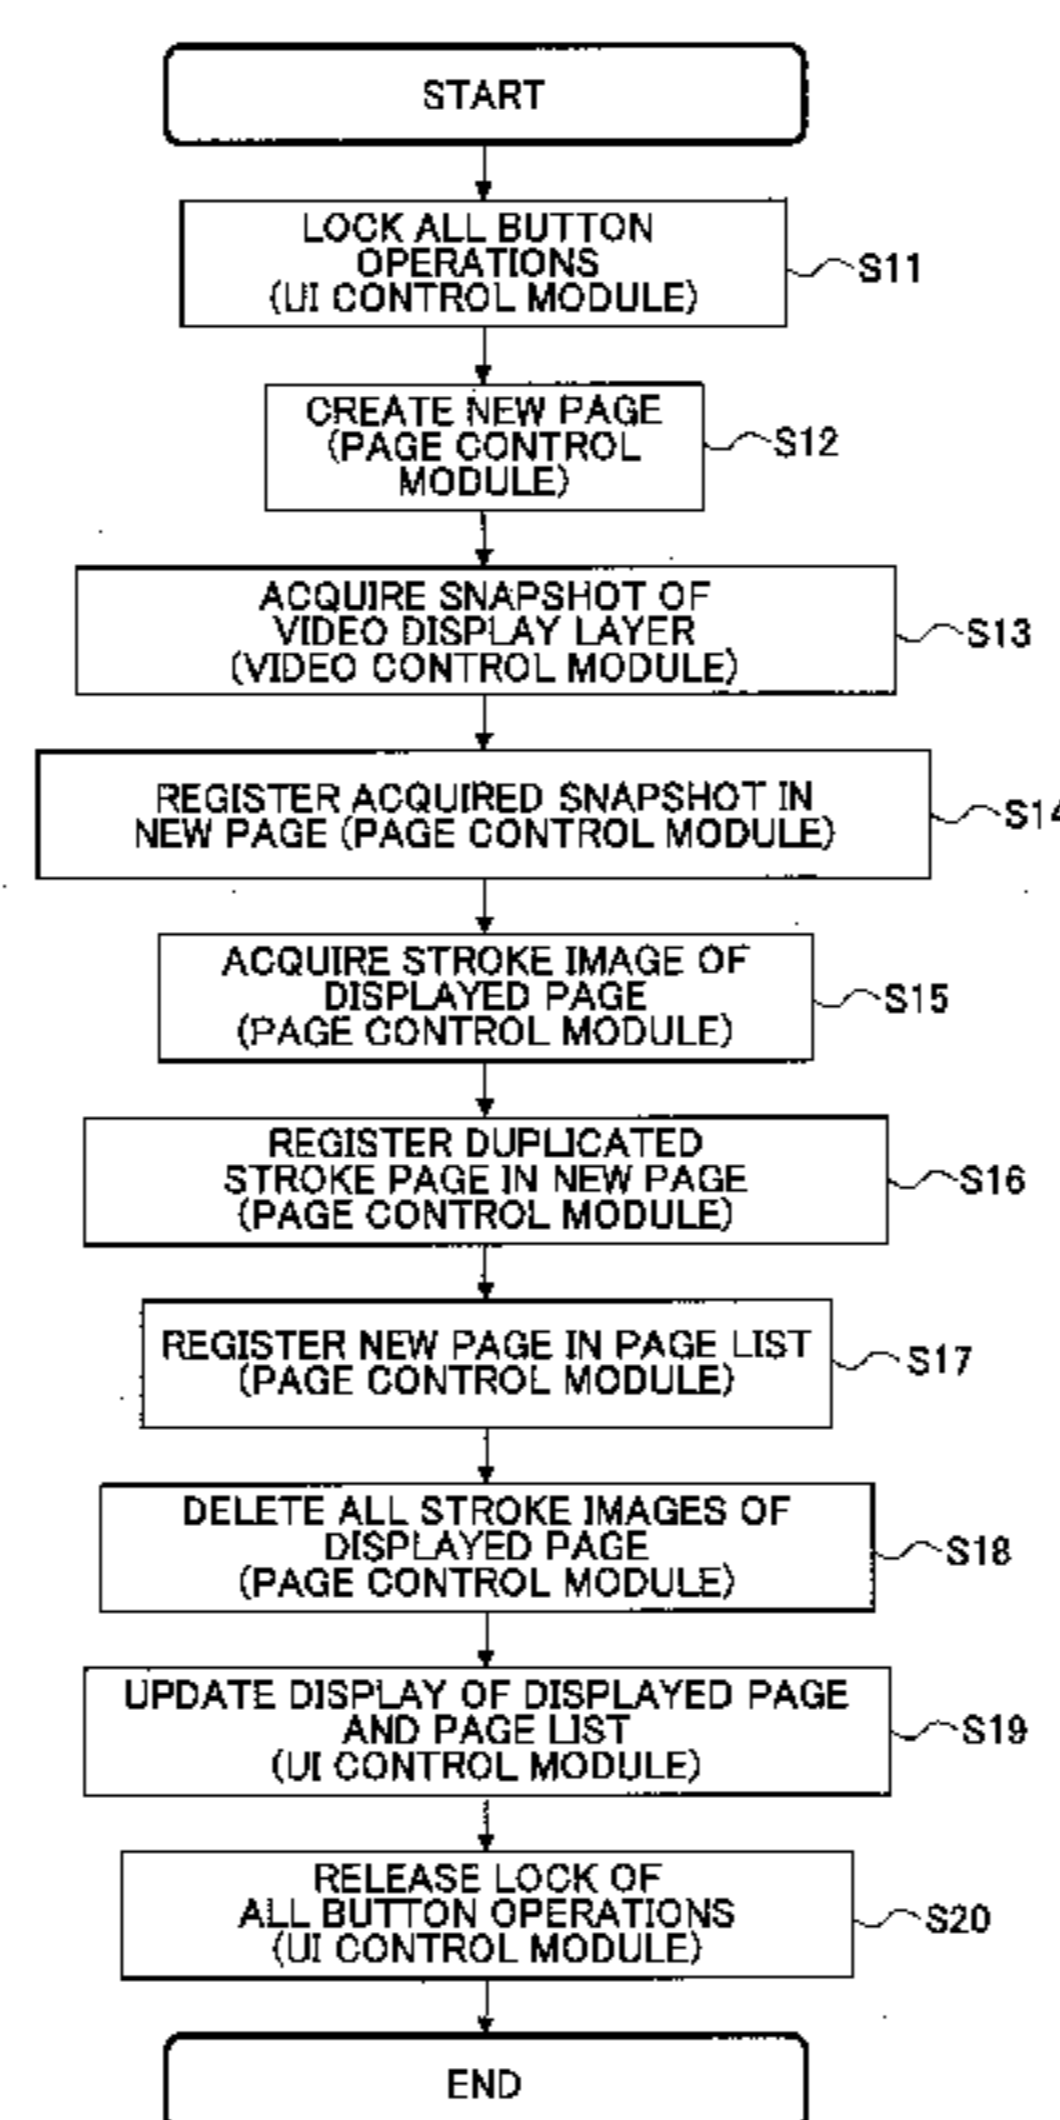 START
LOCK ALL BUTTON
OPERATIONS
(UI CONTROL MODULE)
S11
CREATE NEW PAGE
(PAGE CONTROL
MODULE)
S12
ACQUIRE SNAPSHOT OF
VIDEO DISPLAY LAYER
(VIDEO CONTROL MODULE)
S13
REGISTER ACQUIRED SNAPSHOT IN
NEW PAGE (PAGE CONTROL MODULE)
S14
ACQUIRE STROKE IMAGE OF
DISPLAYED PAGE
(PAGE CONTROL MODULE)
S15
REGISTER DUPLICATED
STROKE PAGE IN NEW PAGE
(PAGE CONTROL MODULE)
S16
REGISTER NEW PAGE IN PAGE LIST
(PAGE CONTROL MODULE)
S17
DELETE ALL STROKE IMAGES OF
DISPLAYED PAGE
(PAGE CONTROL MODULE)
S18
UPDATE DISPLAY OF DISPLAYED PAGE
AND PAGE LIST
(UI CONTROL MODULE)
S19
RELEASE LOCK OF
ALL BUTTON OPERATIONS
(UI CONTROL MODULE)
S20
END